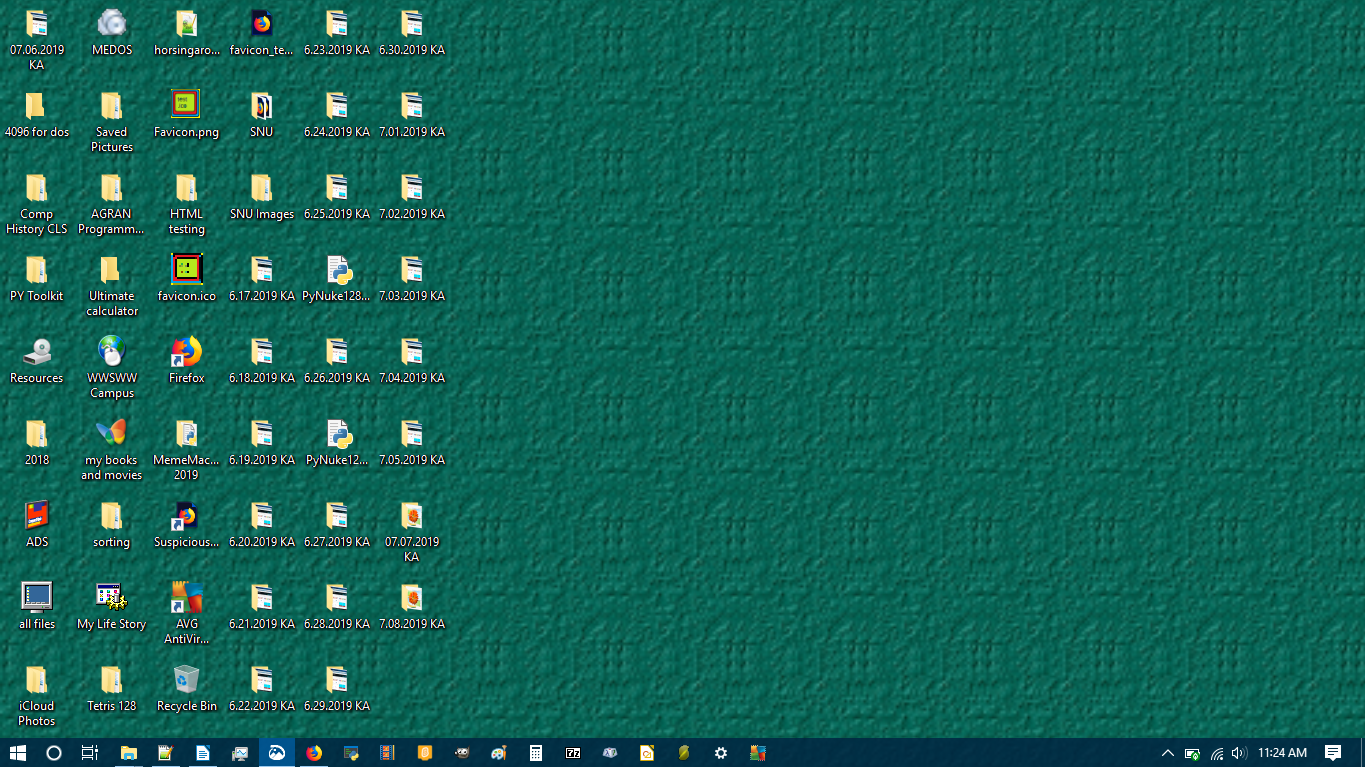 07.06.2019
KA
MEDOS
horsingaro...
favicon_te...
6.23.2019 KA
6.30.2019 KA
4096 for dos
Saved
Pictures
Favicon.png
SNU
6.24.2019 KA
7.01.2019 KA
Comp
History CLS
AGRAN
Programm...
HTML
testing
SNU Images
6.25.2019 KA
7.02.2019 KA
PY Toolkit
Ultimate
calculator
favicon.ico
6.17.2019 KA
PyNuke128...
7.03.2019 KA
Resources
WWSWW
Campus
Firefox
6.18.2019 KA
6.26.2019 KA
7.04.2019 KA
2018
my books
and movies
MemeMac...
2019
6.19.2019 KA
PyNuke12...
7.05.2019 KA
ADS
sorting
Suspicious...
6.20.2019 KA
6.27.2019 KA
07.07.2019
KA
all files
My Life Story
AVG
AntiVir...
6.21.2019 KA
6.28.2019 KA
7.08.2019 KA
iCloud
Photos
Tetris 128
Recycle Bin
6.22.2019 KA
6.29.2019 KA
7z
11:24 AM